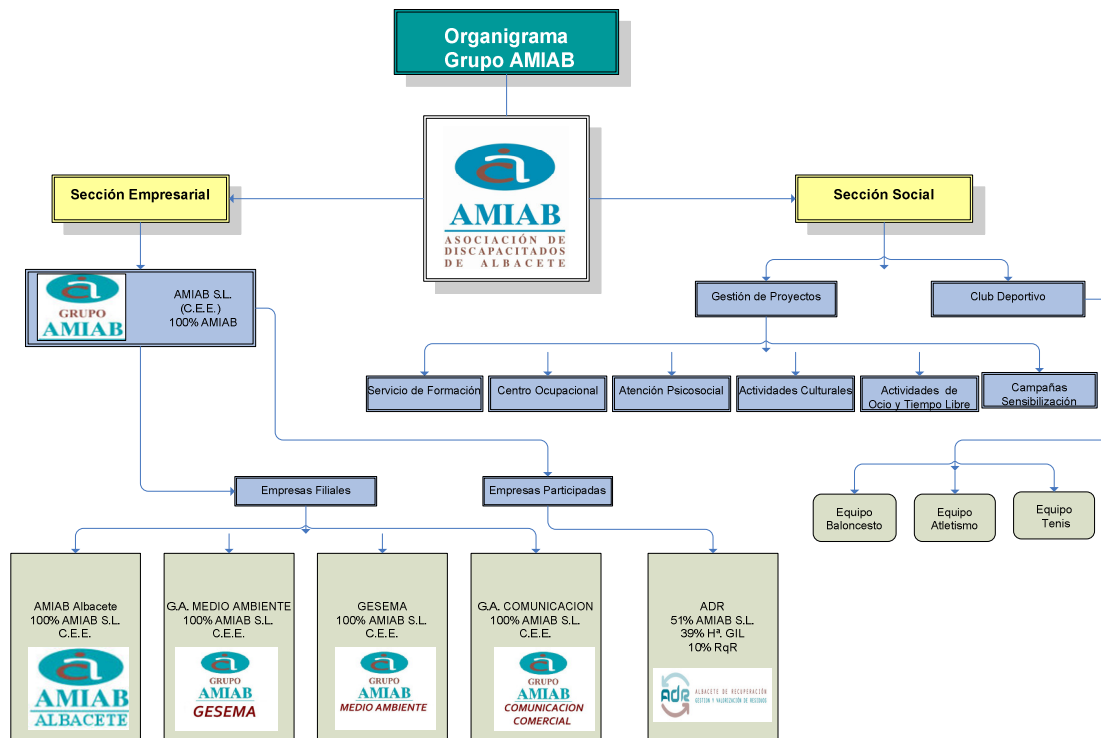 Organigrama
Grupo AMIAB
AMIAB
ASOCIACIÓN DE
DISCAPACITADOS
DE ALBACETE
Sección Empresarial
Sección Social
GRUPO
AMIAB
AMIAB S.L.
(C.E.E.)
100% AMIAB
Gestión de Proyectos
Club Deportivo
Servicio de Formación
Centro Ocupacional
Atención Psicosocial
Actividades Culturales
Actividades de
Ocio y Tiempo Libre
Campañas
Sensibilización
Empresas Filiales
Empresas Participadas
Equipo
Baloncesto
Equipo
Atletismo
Equipo
Tenis
AMIAB Albacete
100% AMIAB S.L.
C.E.E.
AMIAB
ALBACETE
G.A. MEDIO AMBIENTE
100% AMIAB S.L.
C.E.E.
GRUPO
AMIAB
GESEMA
GESEMA
100% AMIAB S.L.
C.E.E.
GRUPO
AMIAB
MEDIO AMBIENTE
G.A. COMUNICACION
100% AMIAB S.L.
C.E.E.
GRUPO
AMIAB
COMUNICACION
COMERCIAL
ADR
51% AMIAB S.L.
39% Hª. GIL
10% RqR
ADR
ALBACETE DE RECUPERACIÓN
GESTIÓN Y VALORIZACIÓN DE RESIDUOS